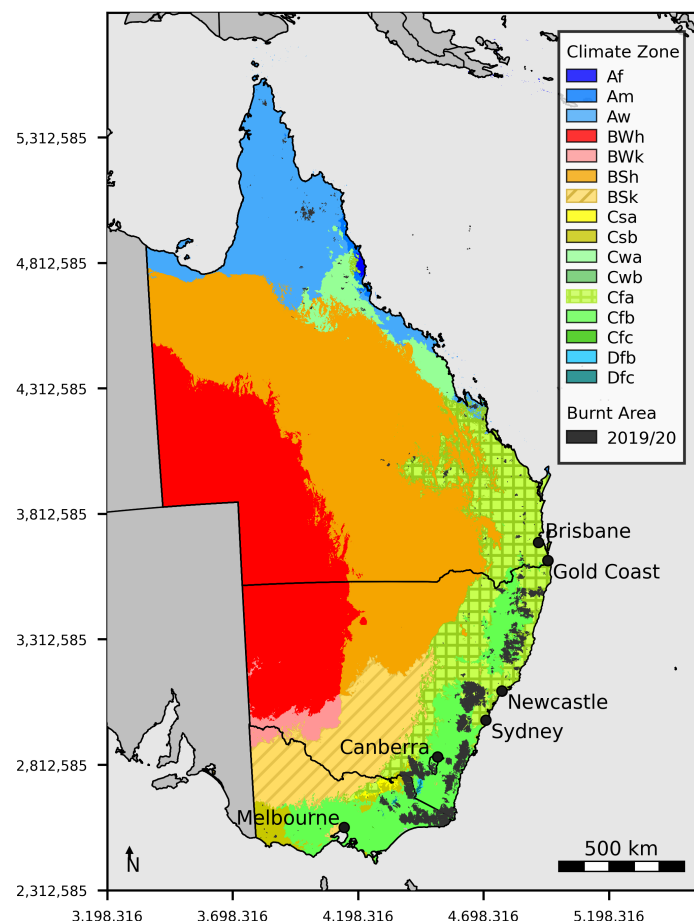 Climate Zone
Af
Am
Aw
BWh
BWk
BSh
BSk
Csa
Csb
Cwa
Cwb
Cfa
Cfb
Cfc
Dfb
Dfc
Burnt Area
2019/20
5,312,585
4,812,585
4,312,585
3,812,585
3,312,585
2,812,585
2,312,585
Brisbane
Gold Coast
Newcastle
Sydney
Canberra
Melbourne
500 km
N
3.198.316
3.698.316
4.198.316
4.698.316
5.198.316